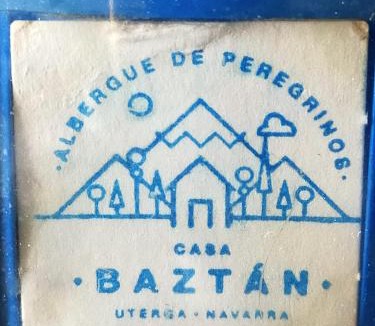 · ALBERGUE DE PEREGRINOS ·
CASA
· BAZTÁN ·
UTERGA · NAVARRA